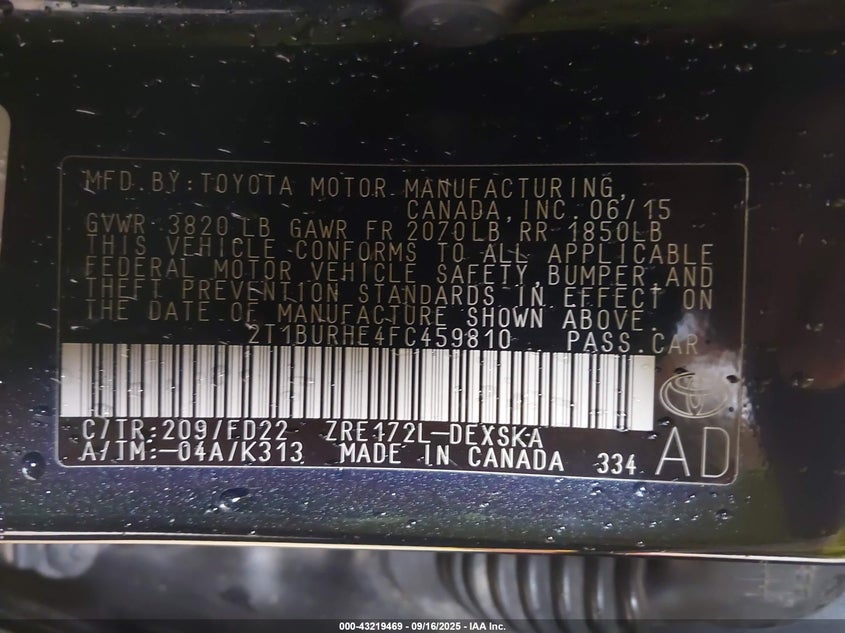 MFD.BY:TOYOTA MOTOR MANUFACTURING,
CANADA,INC.06/15
GVWR 3820LB GAWR FR 2070LB RR 1850LB
THIS VEHICLE CONFORMS TO ALL APPLICABLE
FEDERAL MOTOR VEHICLE SAFETY,BUMPER,AND
THEFT PREVENTION STANDARDS IN EFFECT ON
THE DATE OF MANUFACTURE SHOWN ABOVE.
2T1BURHE4FC459810 PASS.CAR
C/TR:209/FD22 ZRE172L-DEXSKA
A/TM:-04A/K313 MADE IN CANADA 334 AD
000-43219469 - 09/16/2025 - IAA Inc.